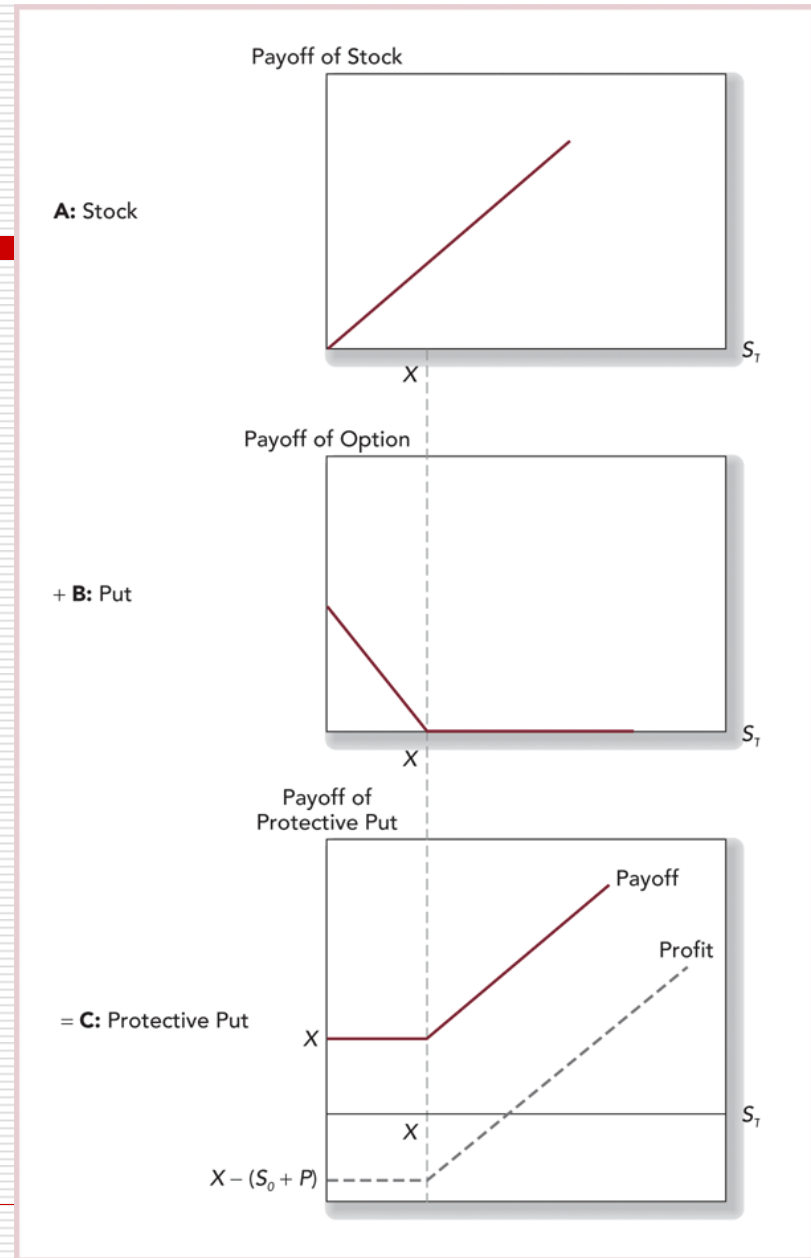 Payoff of Stock
A: Stock
S_T
X
Payoff of Option
+ B: Put
S_T
X
Payoff of
Protective Put
Payoff
Profit
= C: Protective Put
X
S_T
X
X – (S_0 + P)